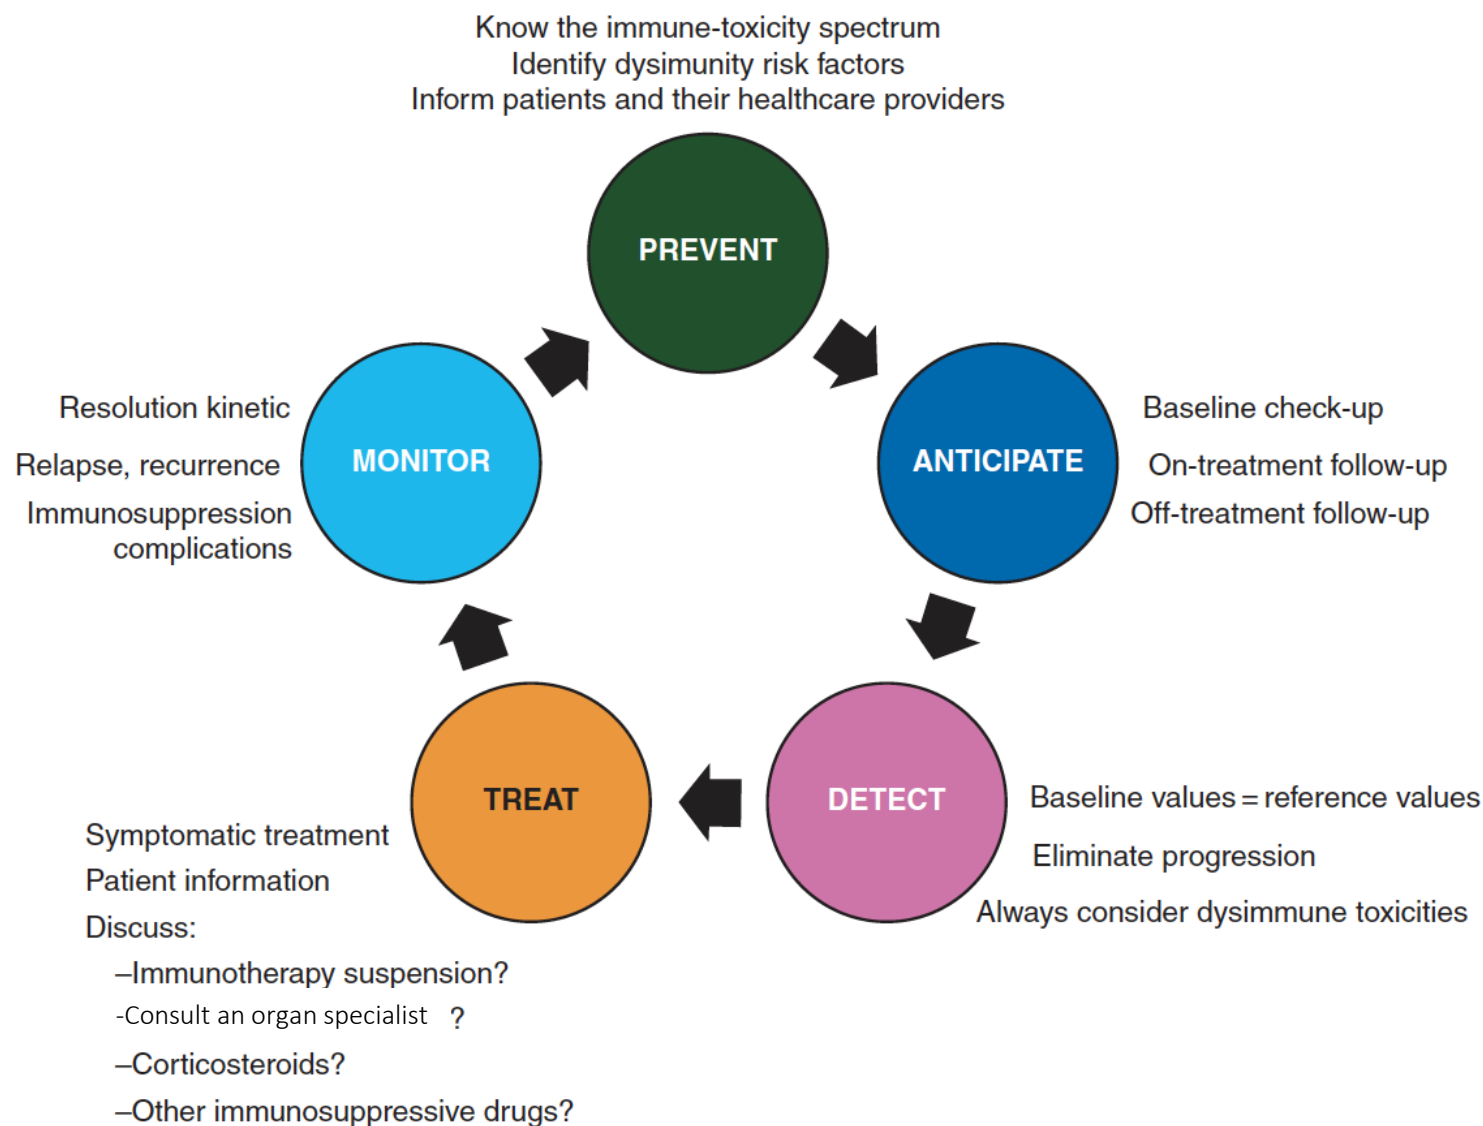 Know the immune-toxicity spectrum
Identify dysimunity risk factors
Inform patients and their healthcare providers
PREVENT
ANTICIPATE
Baseline check-up
On-treatment follow-up
Off-treatment follow-up
DETECT
Baseline values = reference values
Eliminate progression
Always consider dysimmune toxicities
TREAT
Symptomatic treatment
Patient information
Discuss:
–Immunotherapy suspension?
-Consult an organ specialist ?
–Corticosteroids?
–Other immunosuppressive drugs?
MONITOR
Resolution kinetic
Relapse, recurrence
Immunosuppression
complications